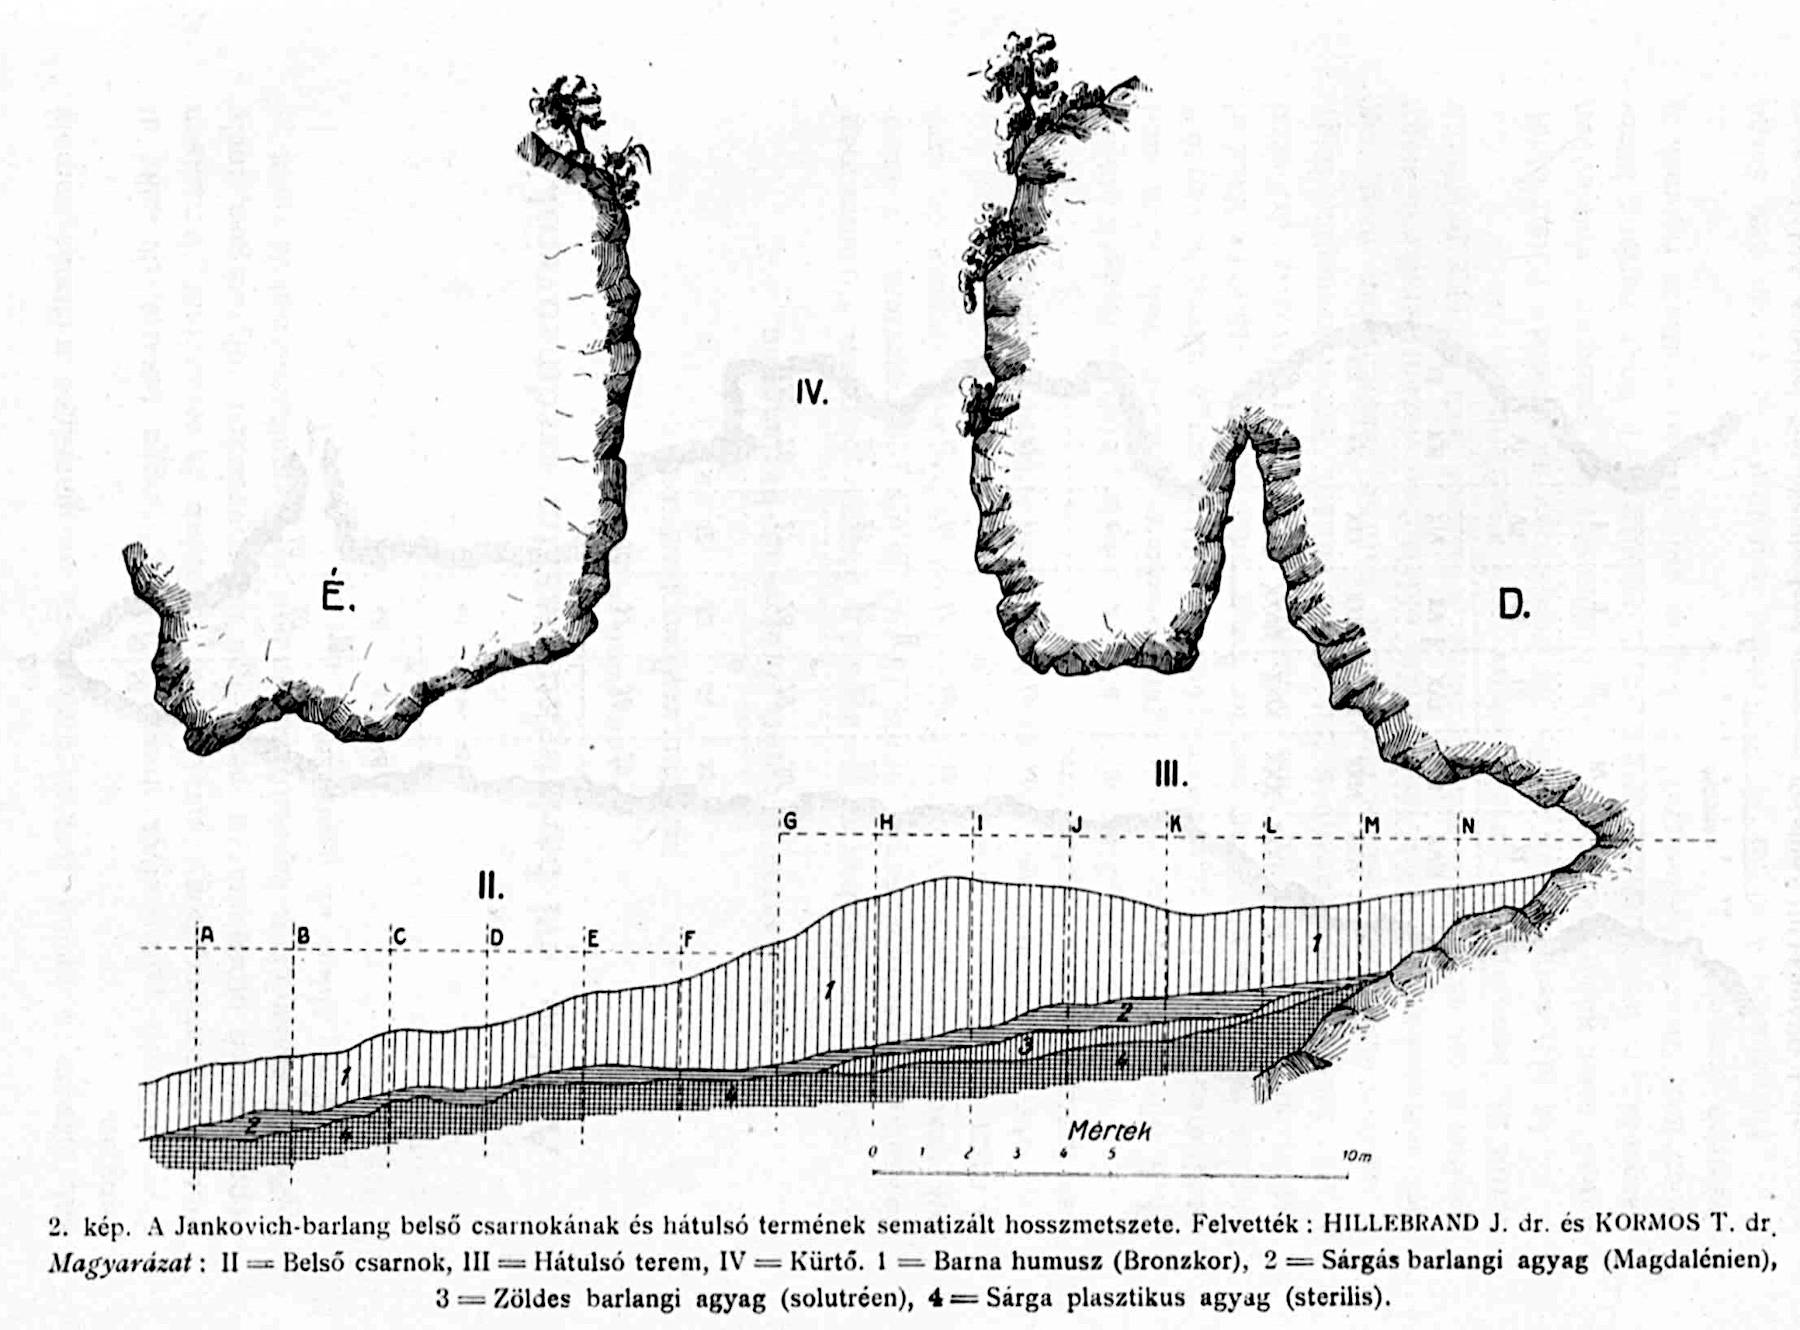 IV.
É.
D.
III.
G H I J K L M N
II.
A B C D E F
1
1
2
1
3
4
4
2
4
Mérték
0 1 2 3 4 5 10m
2. kép. A Jankovich-barlang belső csarnokának és hátulsó termének sematizált hosszmetszete. Felvették : HILLEBRAND J. dr. és KORMOS T. dr.
Magyarázat : II = Belső csarnok, III = Hátulsó terem, IV = Kürtő. 1 = Barna humusz (Bronzkor), 2 = Sárgás barlangi agyag (Magdalénien),
3 = Zöldes barlangi agyag (solutréen), 4 = Sárga plasztikus agyag (sterilis).